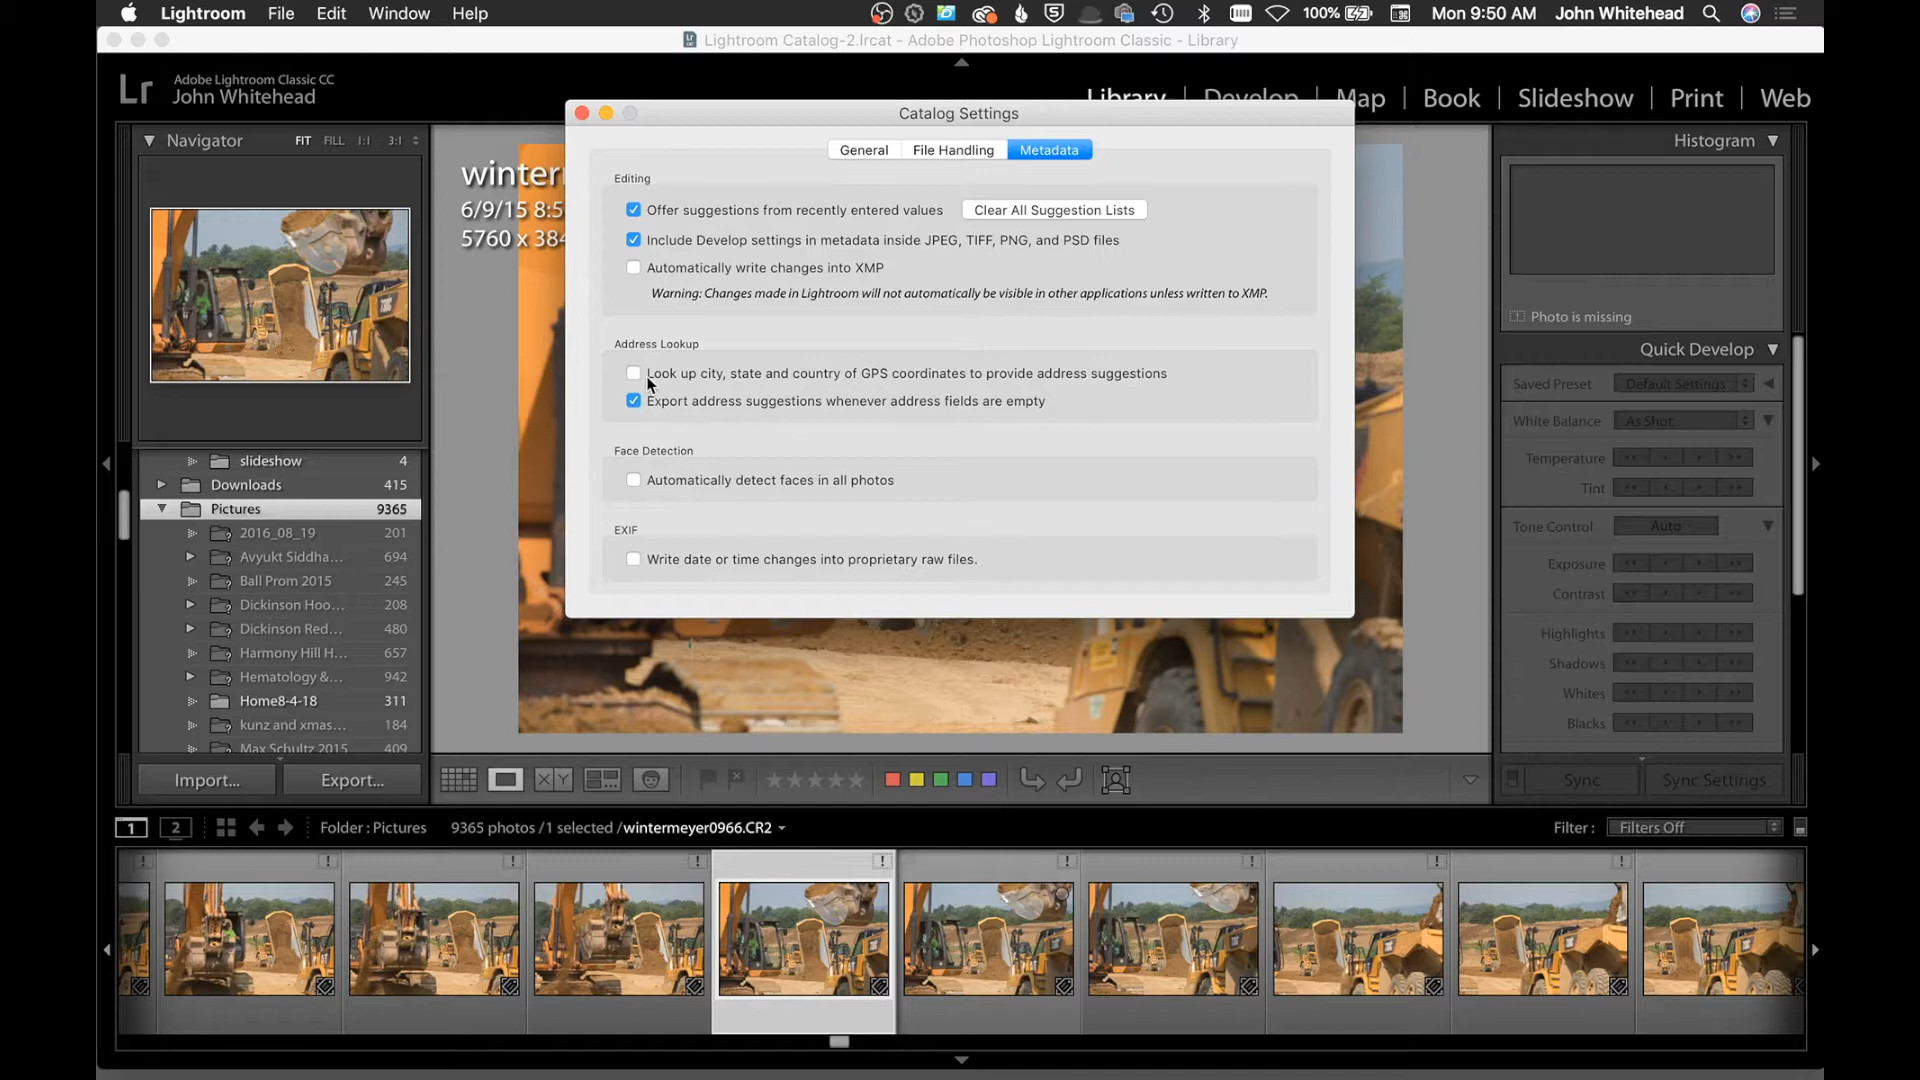 Lightroom File Edit Window Help 100% Mon 9:50 AM John Whitehead
Lightroom Catalog-2.lrcat - Adobe Photoshop Lightroom Classic - Library
Lr Adobe Lightroom Classic CC
John Whitehead
Library | Develop | Map | Book | Slideshow | Print | Web
Navigator FIT FILL 1:1 3:1
Catalog Settings
General File Handling Metadata
Editing
Offer suggestions from recently entered values Clear All Suggestion Lists
Include Develop settings in metadata inside JPEG, TIFF, PNG, and PSD files
Automatically write changes into XMP
Warning: Changes made in Lightroom will not automatically be visible in other applications unless written to XMP.
Address Lookup
Look up city, state and country of GPS coordinates to provide address suggestions
Export address suggestions whenever address fields are empty
Face Detection
Automatically detect faces in all photos
EXIF
Write date or time changes into proprietary raw files.
winter
6/9/15 8:5
5760 x 384
Histogram
Photo is missing
Quick Develop
Saved Preset Default Settings
White Balance As Shot
Temperature
Tint
Tone Control Auto
Exposure
Contrast
Highlights
Shadows
Whites
Blacks
Sync Sync Settings
slideshow 4
Downloads 415
Pictures 9365
2016_08_19 201
Avyukt Siddha... 694
Ball Prom 2015 245
Dickinson Hoo... 208
Dickinson Red... 480
Harmony Hill H... 657
Hematology &... 942
Home8-4-18 311
kunz and xmas... 184
Max Schultz 2015 409
Import... Export...
X Y
1 2 Folder : Pictures 9365 photos / 1 selected / wintermeyer0966.CR2 Filter : Filters Off